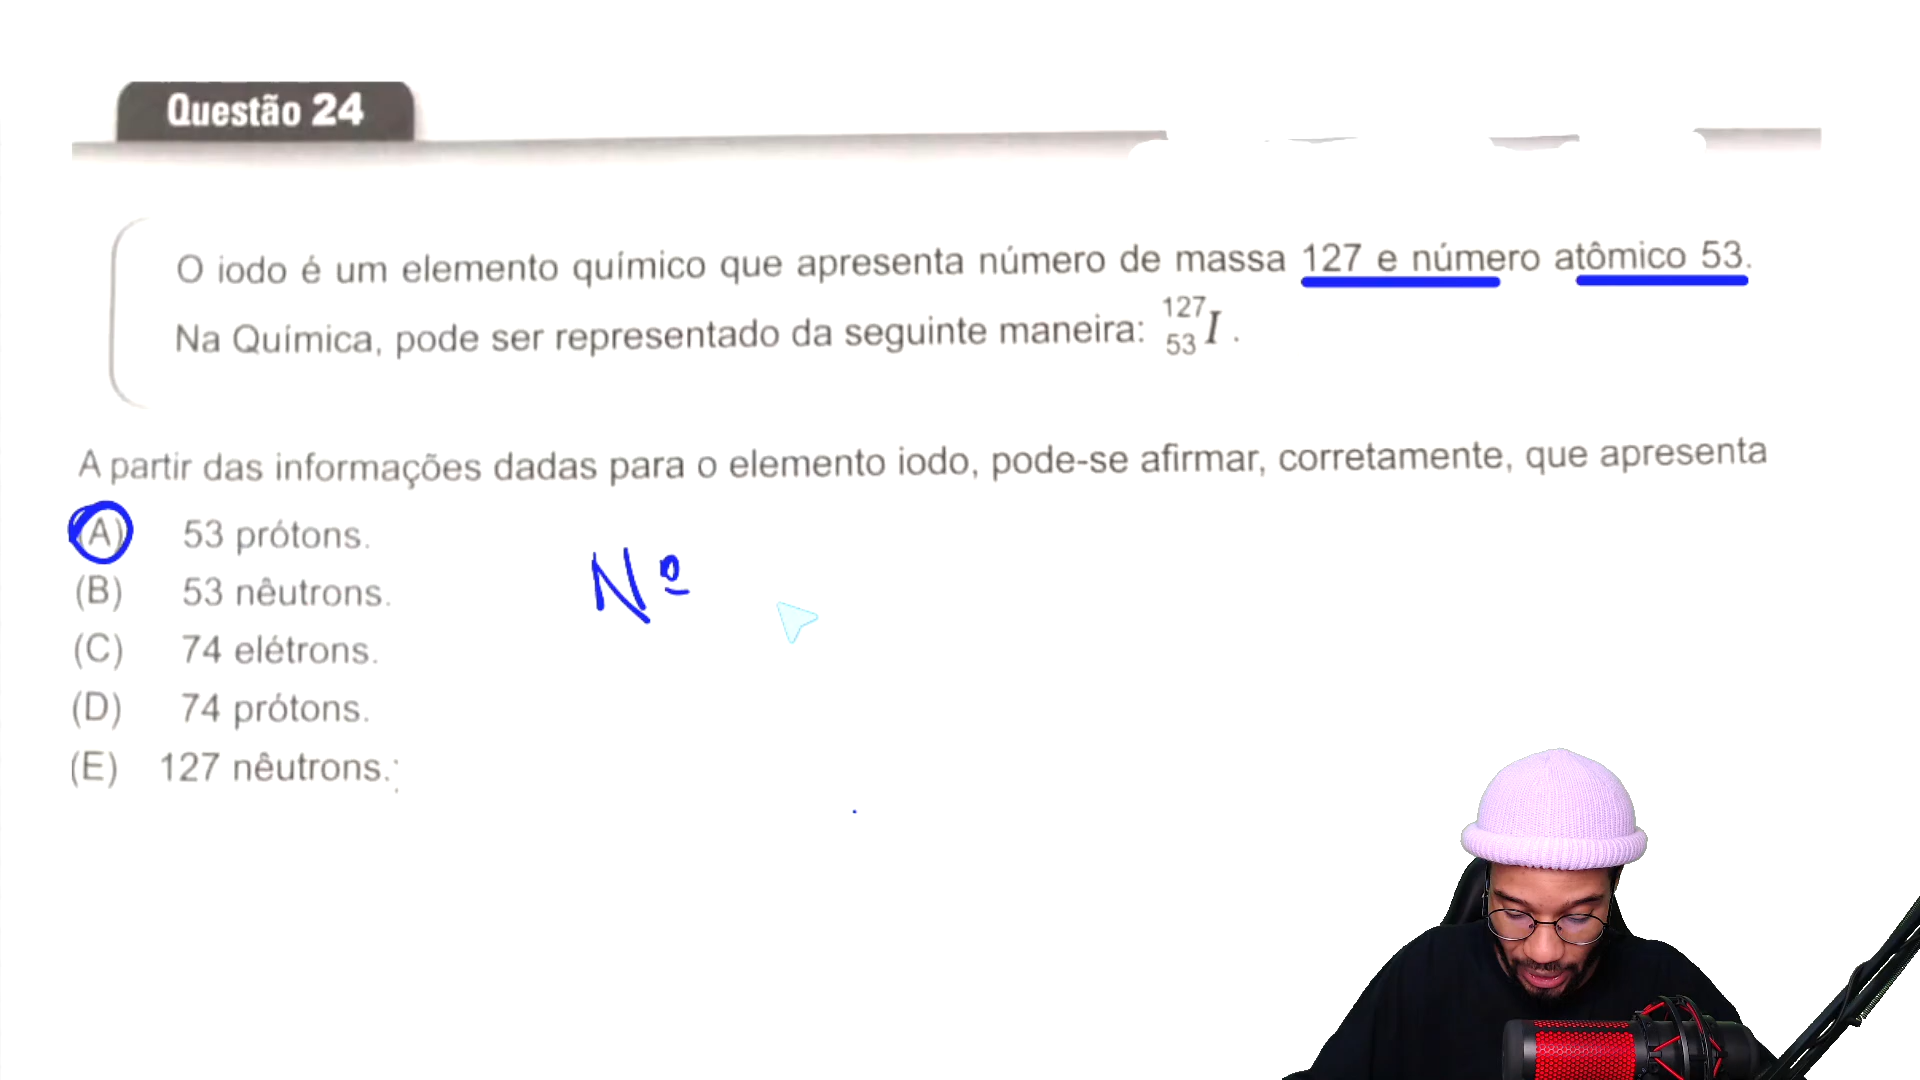 Questão 24
O iodo é um elemento químico que apresenta número de massa 127 e número atômico 53.
Na Química, pode ser representado da seguinte maneira: ¹²⁷₅₃I .
A partir das informações dadas para o elemento iodo, pode-se afirmar, corretamente, que apresenta
(A) 53 prótons.
(B) 53 nêutrons.
(C) 74 elétrons.
(D) 74 prótons.
(E) 127 nêutrons.
Nº